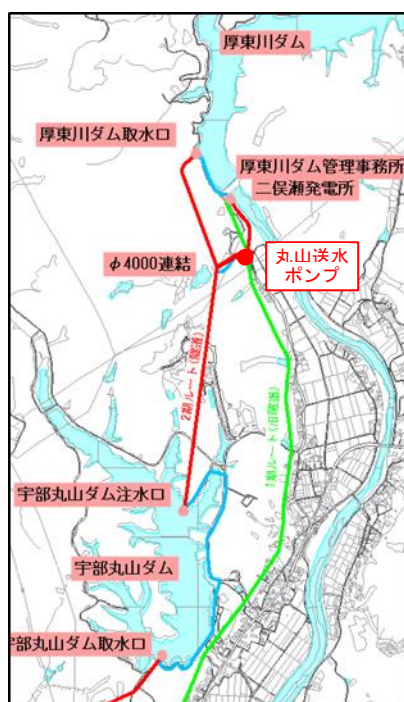 厚東川ダム
厚東川ダム取水口
厚東川ダム管理事務所
二俣瀬発電所
φ4000連結
丸山送水
ポンプ
2期ルート(隧道)
1期ルート(旧隧道)
宇部丸山ダム注水口
宇部丸山ダム
宇部丸山ダム取水口